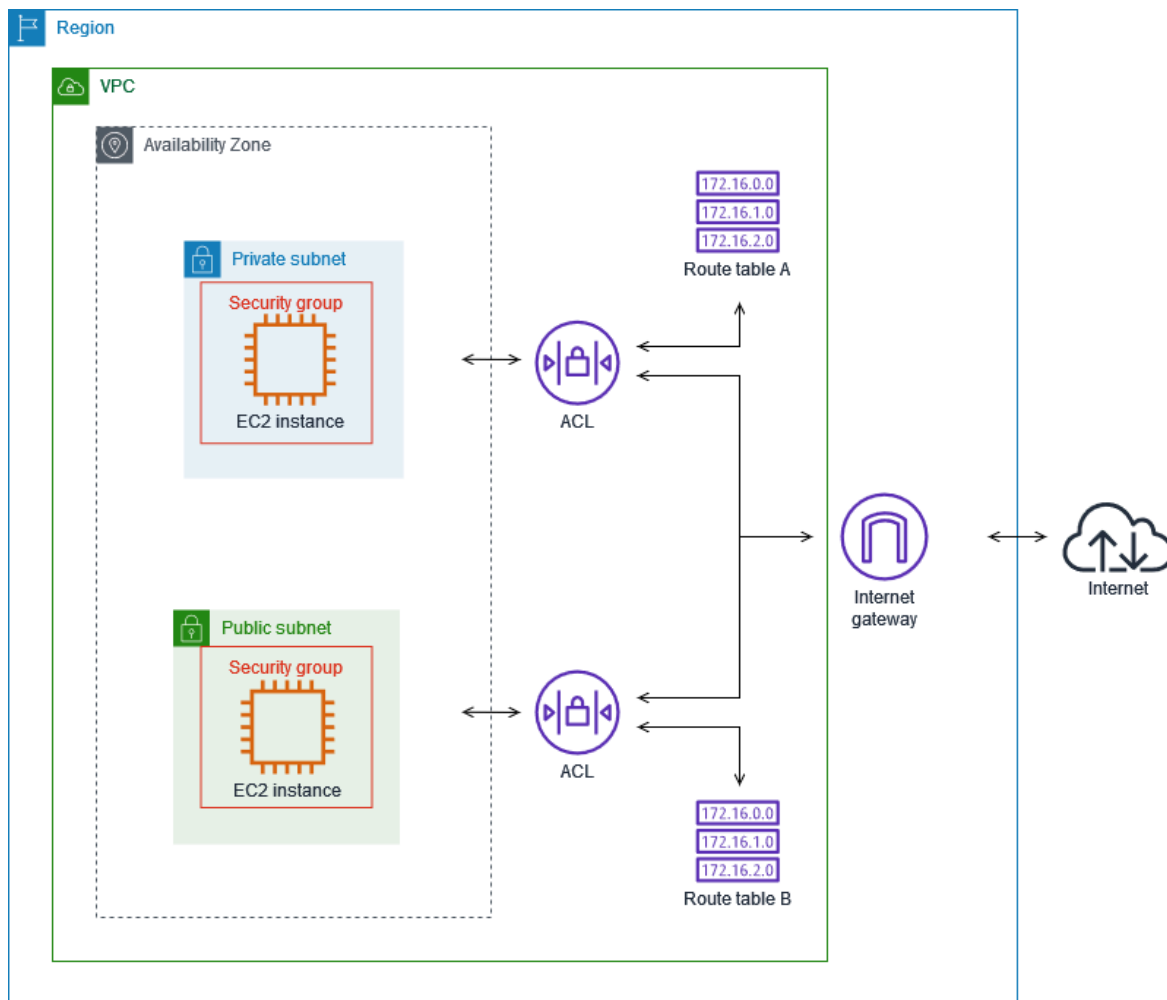 Region
VPC
Availability Zone
172.16.0.0
172.16.1.0
172.16.2.0
Route table A
Private subnet
Security group
EC2 instance
ACL
Internet
gateway
Internet
Public subnet
Security group
EC2 instance
ACL
172.16.0.0
172.16.1.0
172.16.2.0
Route table B